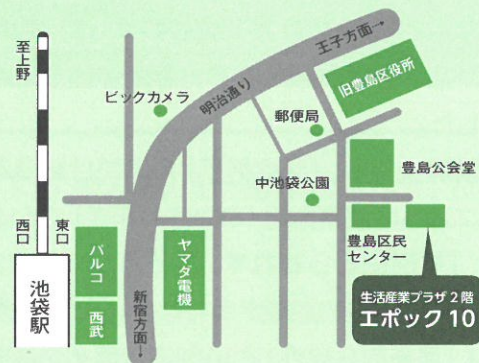 至上野
ビックカメラ
明治通り
王子方面→
旧豊島区役所
郵便局
豊島公会堂
中池袋公園
西口
東口
パルコ
西武
池袋駅
ヤマダ電機
新宿方面→
豊島区民
センター
生活産業プラザ2階
エポック10